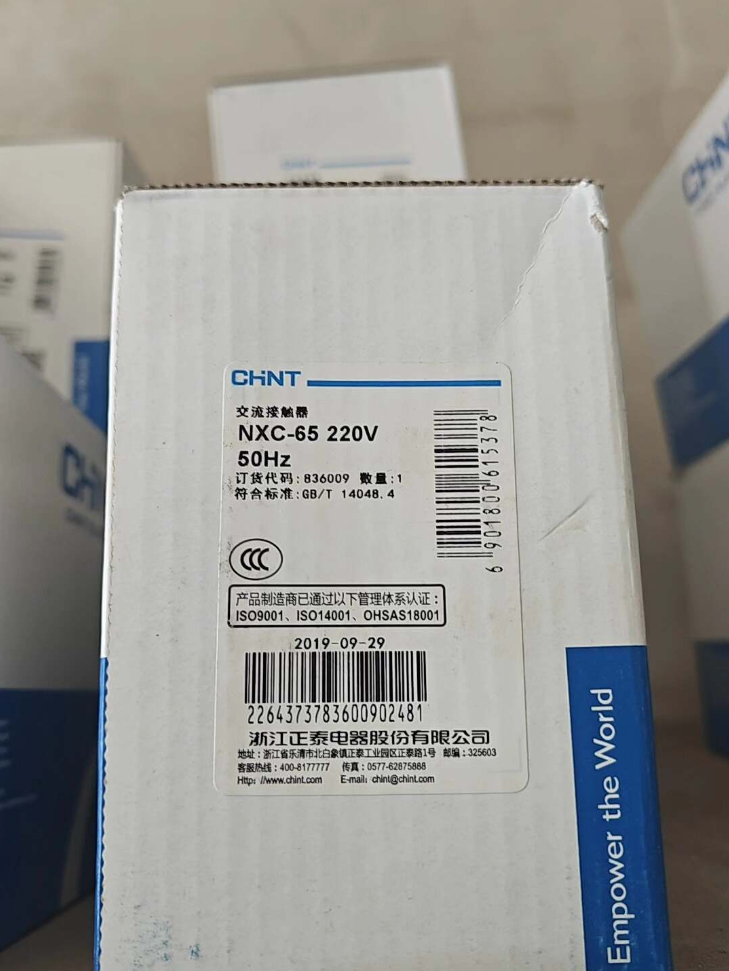 CHNT
CHINT
交流接触器
NXC-65 220V
50Hz
订货代码:836009 数量:1
符合标准:GB/T 14048.4
6 901800 615378
CCC
产品制造商已通过以下管理体系认证:
ISO9001、ISO14001、OHSAS18001
2019-09-29
2264373783600902481
浙江正泰电器股份有限公司
地址:浙江省乐清市北白象镇正泰工业园区正泰路1号 邮编:325603
客服热线:400-8177777 传真:0577-62875888
Http://www.chint.com E-mail:chint@chint.com
Empower the World
CHNT